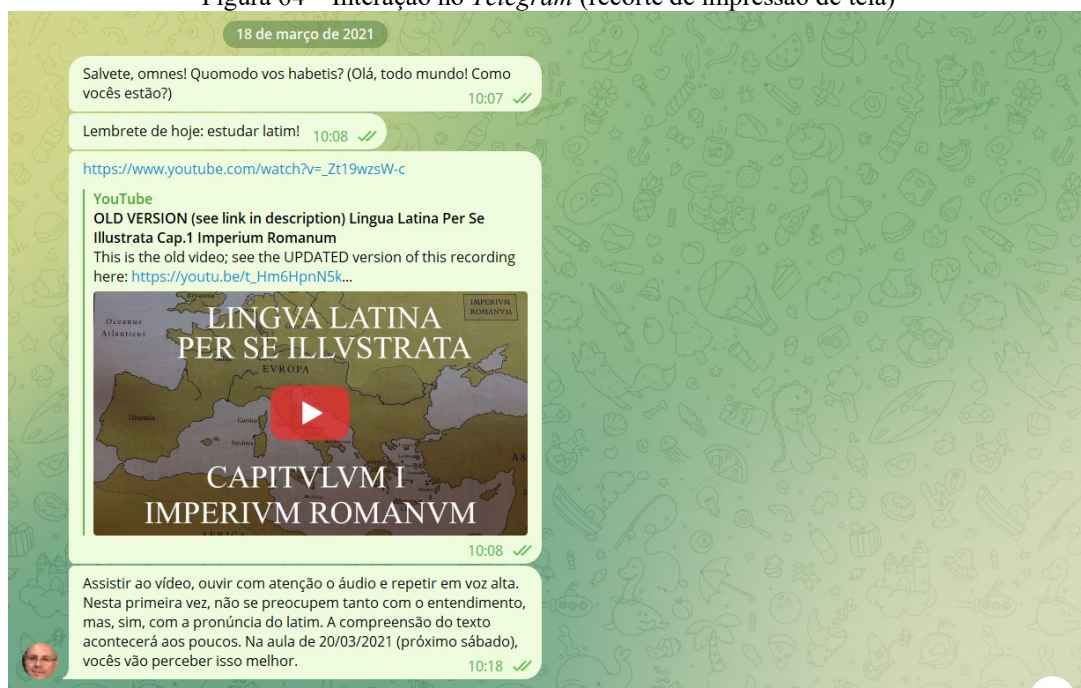 Figura 64 – Interação no Telegram (recorte de impressão de tela)
18 de março de 2021
Salvete, omnes! Quomodo vos habetis? (Olá, todo mundo! Como
vocês estão?)
10:07
Lembrete de hoje: estudar latim! 10:08
https://www.youtube.com/watch?v=_Zt19wzsW-c
YouTube
OLD VERSION (see link in description) Lingua Latina Per Se
Illustrata Cap.1 Imperium Romanum
This is the old video; see the UPDATED version of this recording
here: https://youtu.be/t_Hm6HpnN5k...
Britannia
IMPERIVM
ROMANVM
Oceanus
Atlanticus
LINGVA LATINA
PER SE ILLVSTRATA
EVROPA
Hispania
Corsica
Sardinia
AS
CAPITVLVM I
IMPERIVM ROMANVM
AFRICA
10:08
Assistir ao vídeo, ouvir com atenção o áudio e repetir em voz alta.
Nesta primeira vez, não se preocupem tanto com o entendimento,
mas, sim, com a pronúncia do latim. A compreensão do texto
acontecerá aos poucos. Na aula de 20/03/2021 (próximo sábado),
vocês vão perceber isso melhor.
10:18